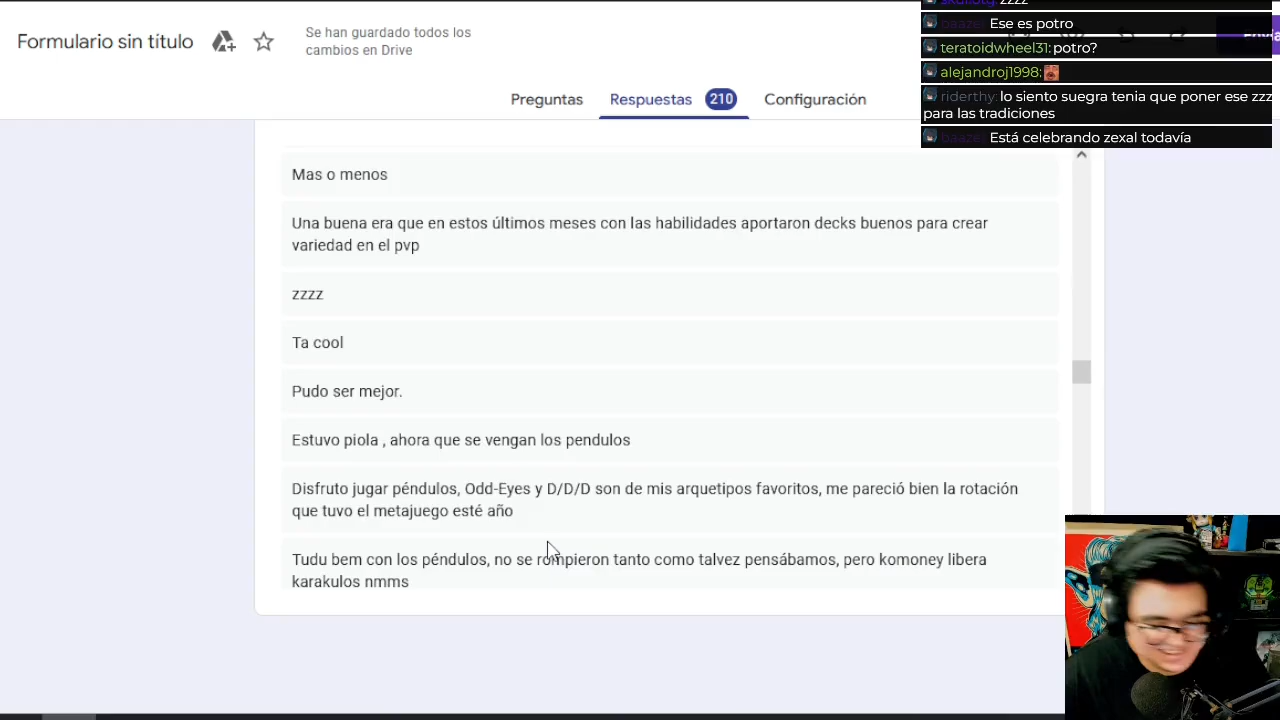 Formulario sin título
Se han guardado todos los
cambios en Drive
Preguntas
Respuestas 210
Configuración
zzzz
Ese es potro
teratoidwheel31: potro?
alejandroj1998:
riderthy: lo siento suegra tenia que poner ese zzz
para las tradiciones
baaze: Está celebrando zexal todavía
Mas o menos
Una buena era que en estos últimos meses con las habilidades aportaron decks buenos para crear
variedad en el pvp
zzzz
Ta cool
Pudo ser mejor.
Estuvo piola , ahora que se vengan los pendulos
Disfruto jugar péndulos, Odd-Eyes y D/D/D son de mis arquetipos favoritos, me pareció bien la rotación
que tuvo el metajuego esté año
Tudu bem con los péndulos, no se rompieron tanto como talvez pensábamos, pero komoney libera
karakulos nmms